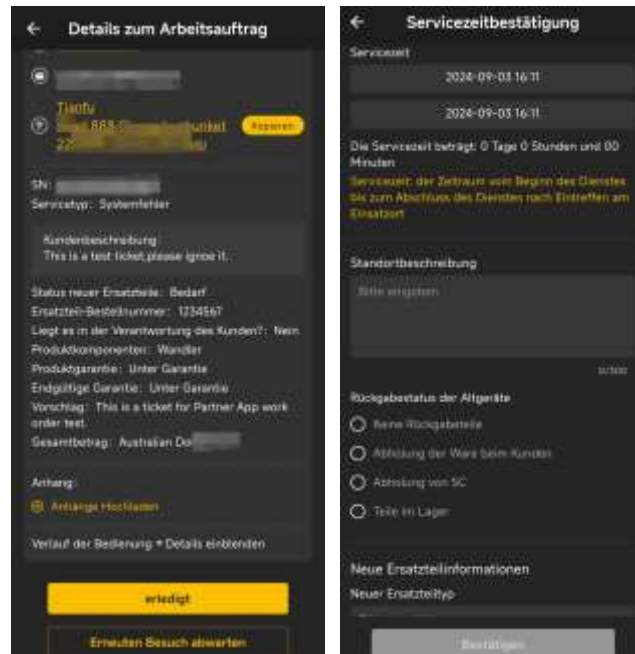 Details zum Arbeitsauftrag
Tianfu
888
Kopieren
SN:
Servicetyp: Systemfehler
Kundenbeschreibung
This is a test ticket,please ignoe it.
Status neuer Ersatzteile: Bedarf
Ersatzteil-Bestellnummer: 1234567
Liegt es in der Verantwortung des Kunden?: Nein
Produktkomponenten: Wandler
Produktgarantie: Unter Garantie
Endgültige Garantie: Unter Garantie
Vorschlag: This is a ticket for Partner App work
order test.
Gesamtbetrag: Australian
Anhang:
Anhänge Hochladen
Verlauf der Bedienung + Details einblenden
erledigt
Erneuten Besuch abwarten
Servicezeitbestätigung
Servicezeit
2024-09-03 16:11
2024-09-03 16:11
Die Servicezeit beträgt: 0 Tage 0 Stunden und 00
Minuten
Servicezeit: der Zeitraum vom Beginn des Dienstes
bis zum Abschluss des Dienstes nach Eintreffen am
Einsatzort
Standortbeschreibung
Bitte eingeben
0/500
Rückgabestatus der Altgeräte
Keine Rückgabeteile
Abholung der Ware beim Kunden
Abholung von SC
Teile im Lager
Neue Ersatzteilinformationen
Neuer Ersatzteiltyp
Bestätigen